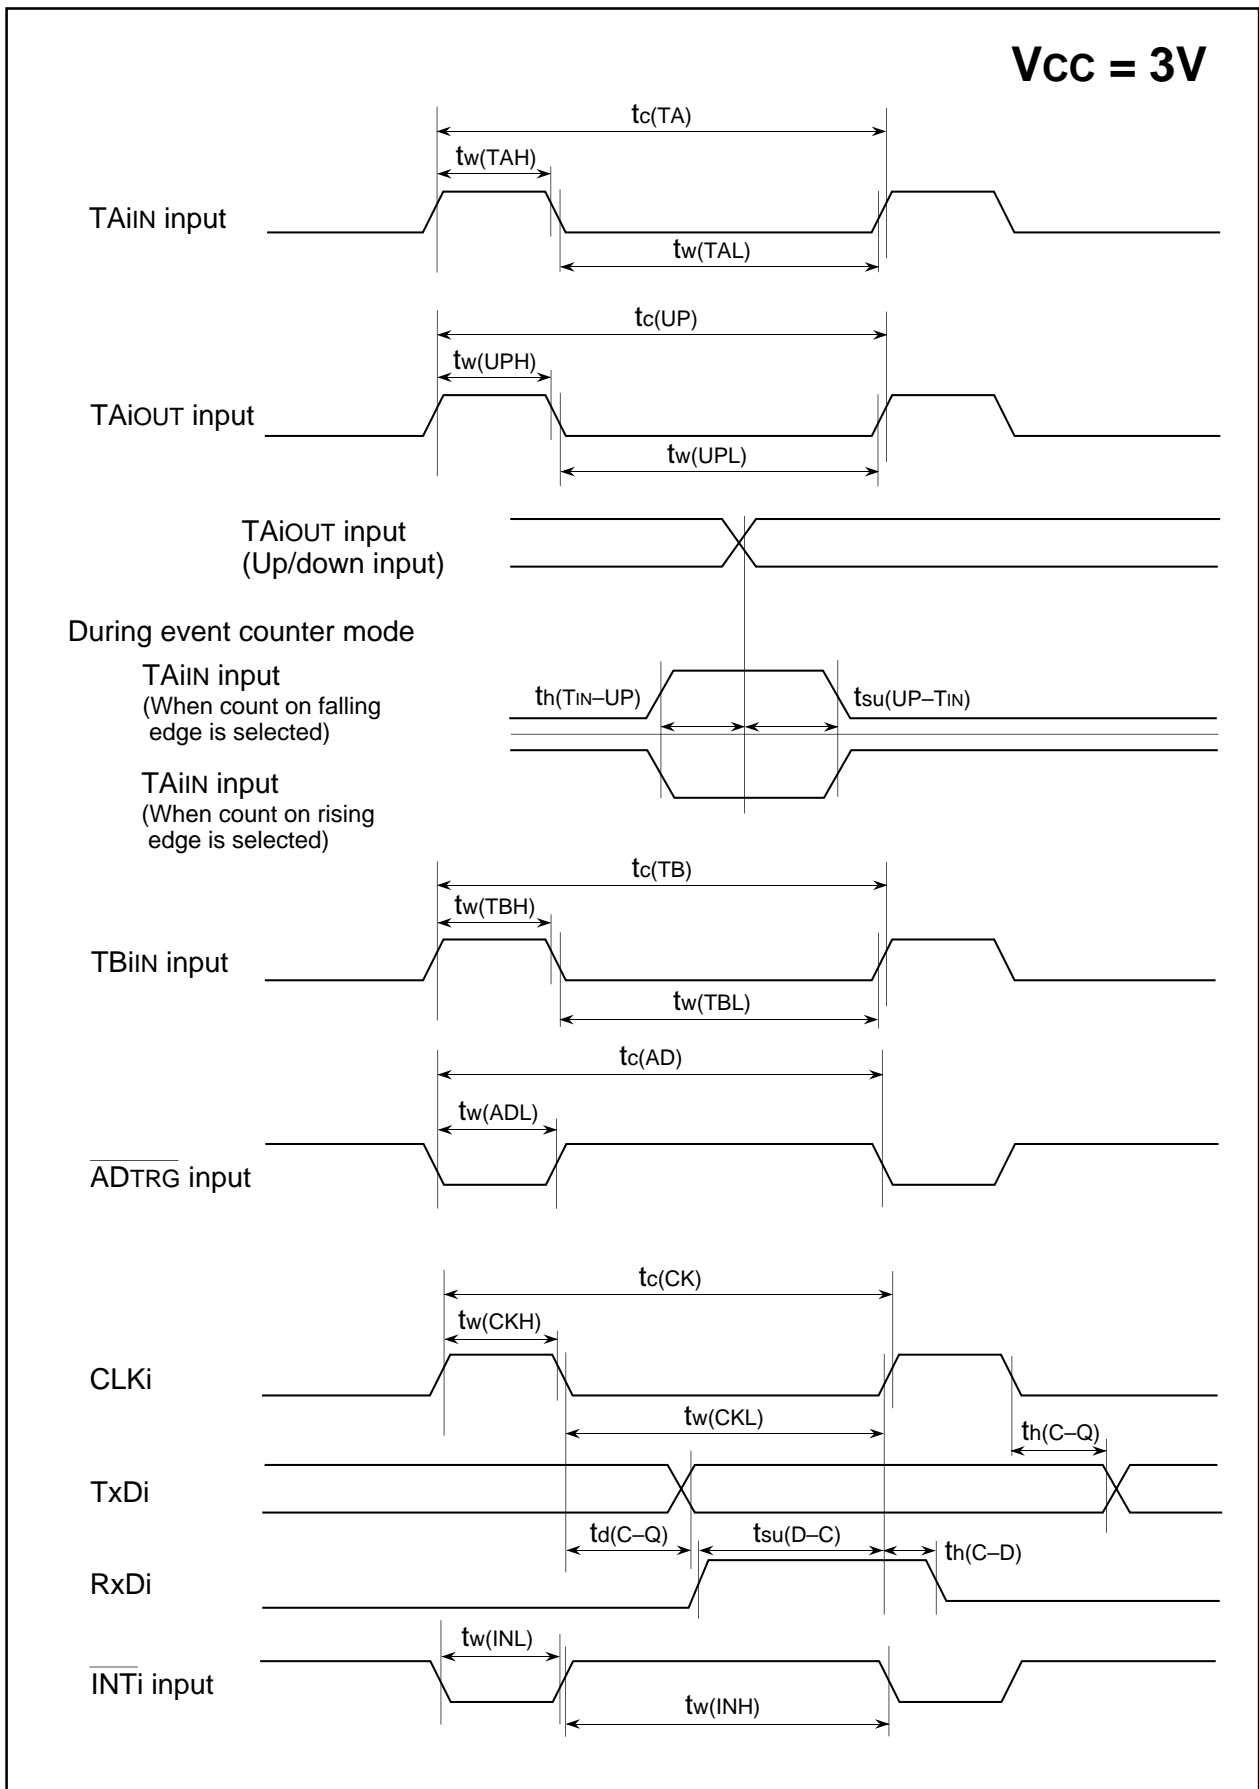 VCC = 3V
tc(TA)
tw(TAH)
TAiIN input
tw(TAL)
tc(UP)
tw(UPH)
TAiOUT input
tw(UPL)
TAiOUT input
(Up/down input)
During event counter mode
TAiIN input
(When count on falling
edge is selected)
th(TIN–UP)
tsu(UP–TIN)
TAiIN input
(When count on rising
edge is selected)
tc(TB)
tw(TBH)
TBiIN input
tw(TBL)
tc(AD)
tw(ADL)
ADTRG input
tc(CK)
tw(CKH)
CLKi
tw(CKL)
th(C–Q)
TxDi
td(C–Q)
tsu(D–C)
th(C–D)
RxDi
tw(INL)
INTi input
tw(INH)